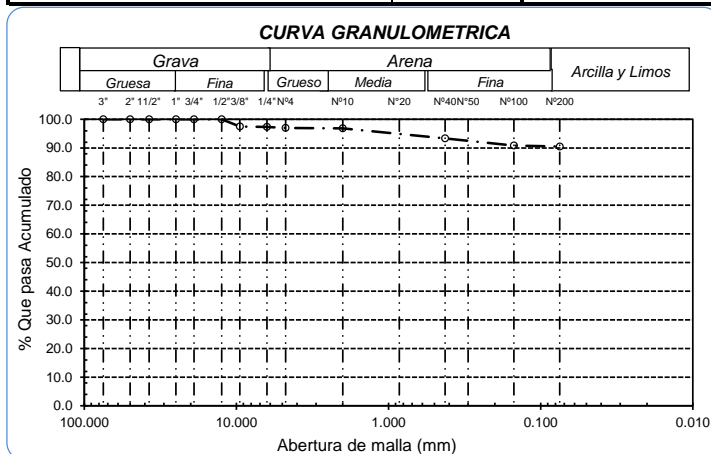 CURVA GRANULOMETRICA
Grava Arena Arcilla y Limos
Gruesa Fina Grueso Media Fina
3" 2" 1 1/2" 1" 3/4" 1/2" 3/8" 1/4" Nº4 Nº10 N°20 Nº40 N°50 Nº100 Nº200
100.0
90.0
80.0
70.0
60.0
50.0
40.0
30.0
20.0
10.0
0.0
% Que pasa Acumulado
100.000 10.000 1.000 0.100 0.010
Abertura de malla (mm)